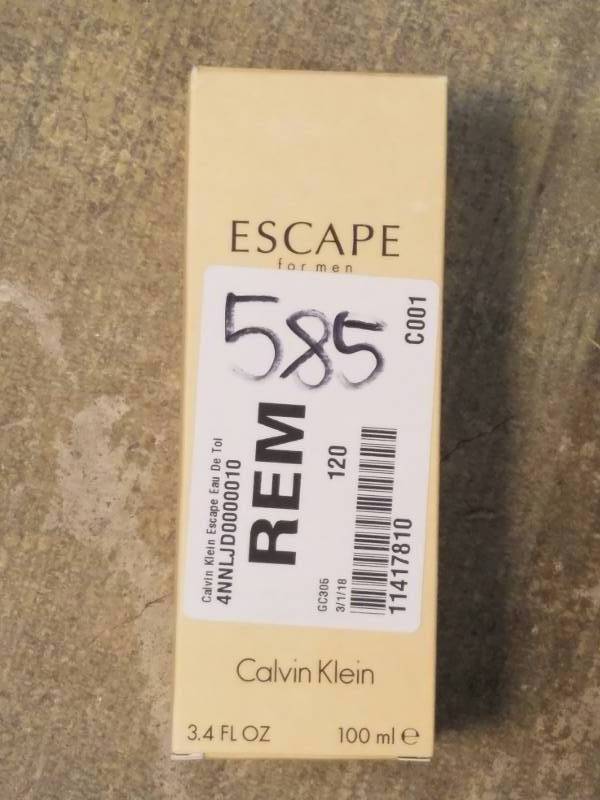 ESCAPE
for men
585
C001
REM
120
Calvin Klein Escape Eau De Tol
4NNLJD0000010
GC306
3/1/18
11417810
Calvin Klein
3.4 FL OZ
100 ml ℮